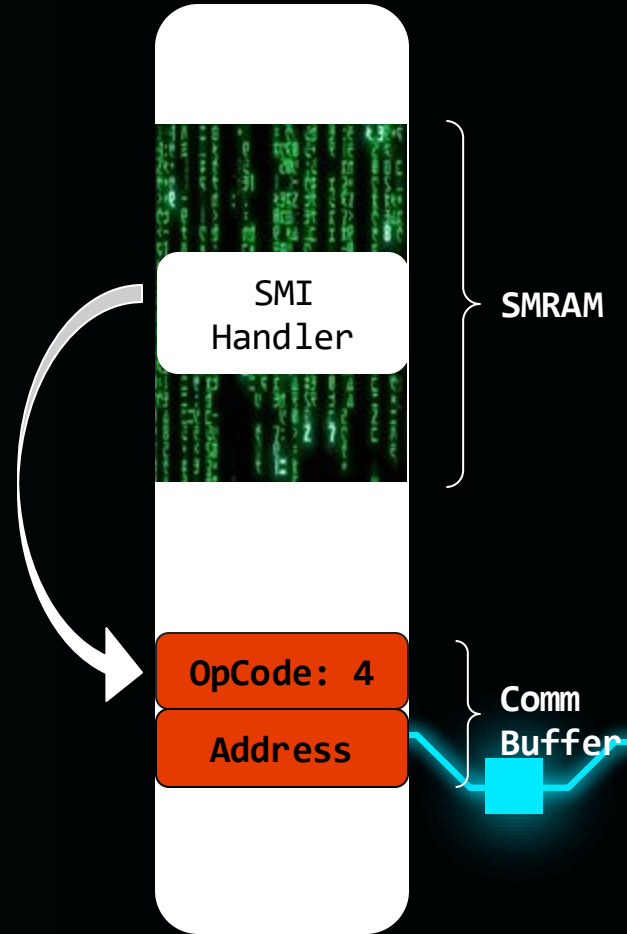 SMI
Handler
SMRAM
OpCode: 4
Address
Comm
Buffer